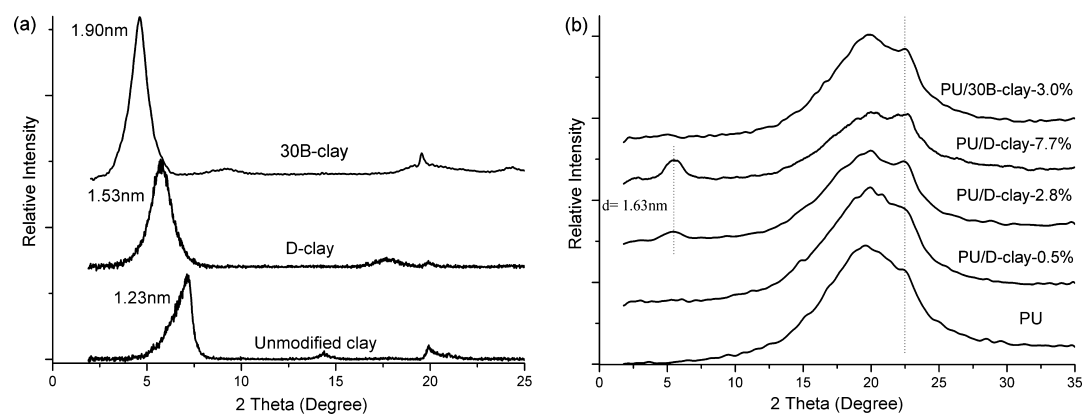 (a)
1.90nm
30B-clay
1.53nm
D-clay
1.23nm
Unmodified clay
Relative Intensity
0 5 10 15 20 25
2 Theta (Degree)
(b)
PU/30B-clay-3.0%
PU/D-clay-7.7%
d= 1.63nm
PU/D-clay-2.8%
PU/D-clay-0.5%
PU
Relative Intensity
0 5 10 15 20 25 30 35
2 Theta (Degree)